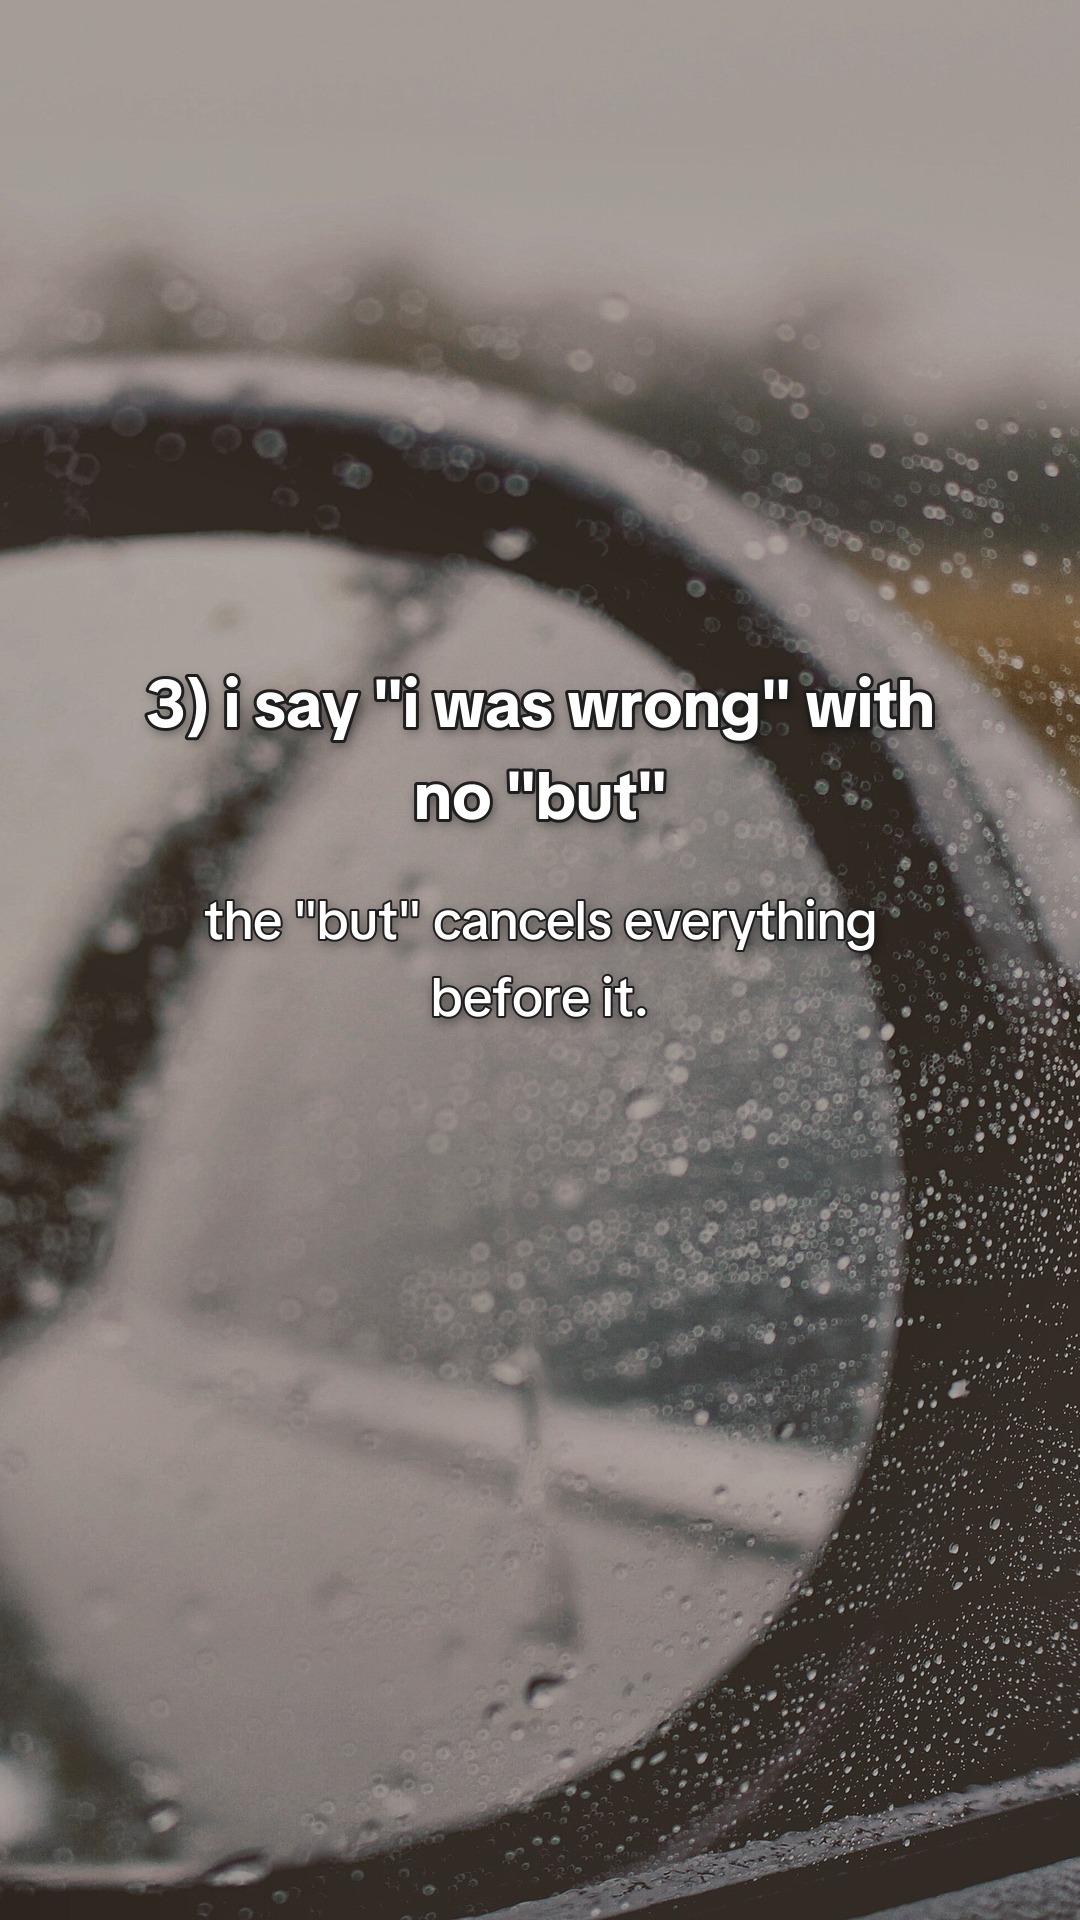 3) i say "i was wrong" with
no "but"
the "but" cancels everything
before it.